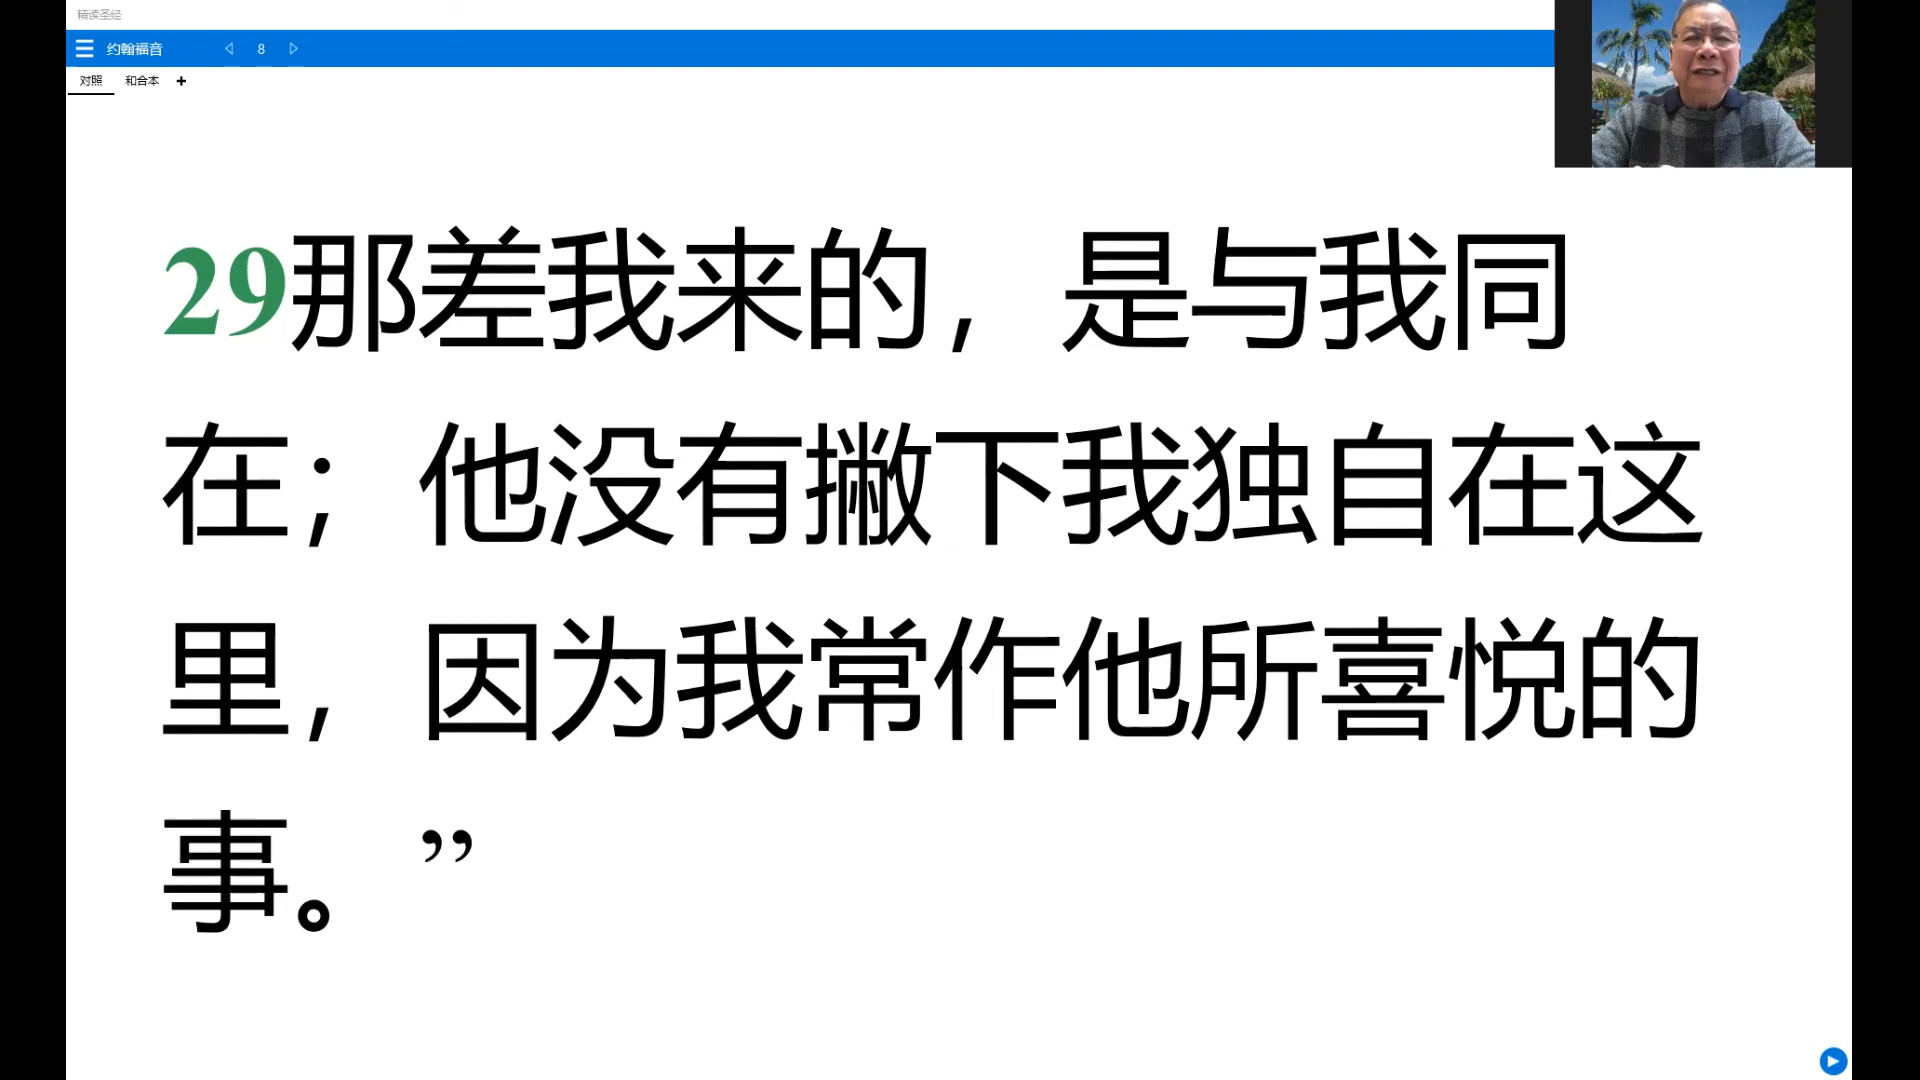 精读圣经
约翰福音 8
对照 和合本 +
29那差我来的，是与我同
在；他没有撇下我独自在这
里，因为我常作他所喜悦的
事。”